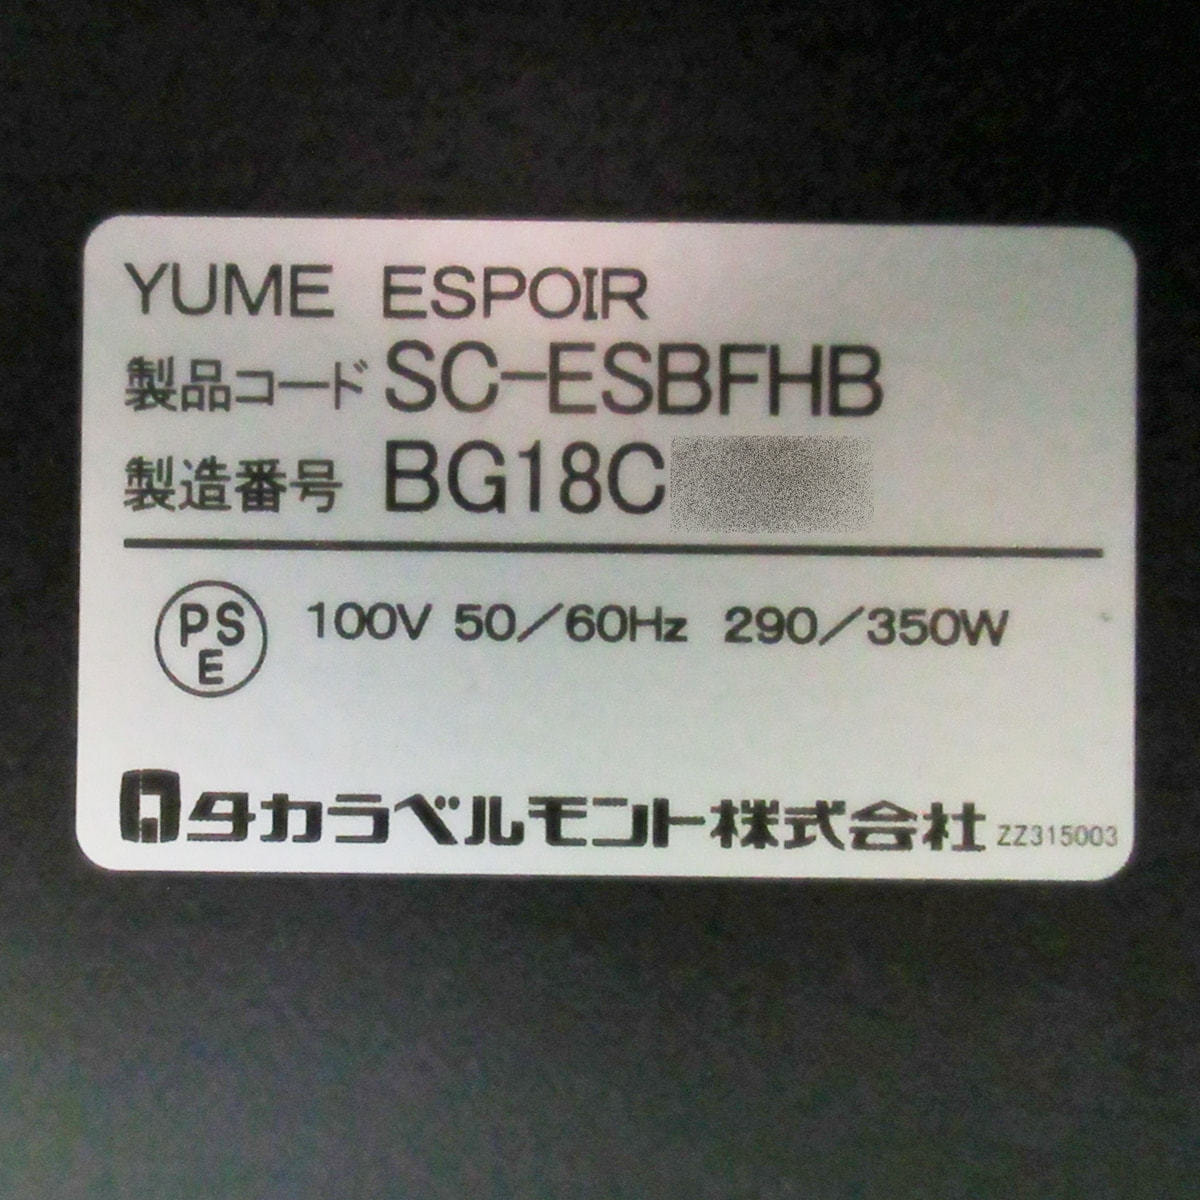 YUME ESPOIR
製品コード SC-ESBFHB
製造番号 BG18C
PSE 100V 50/60Hz 290/350W
タカラベルモント株式会社 ZZ315003